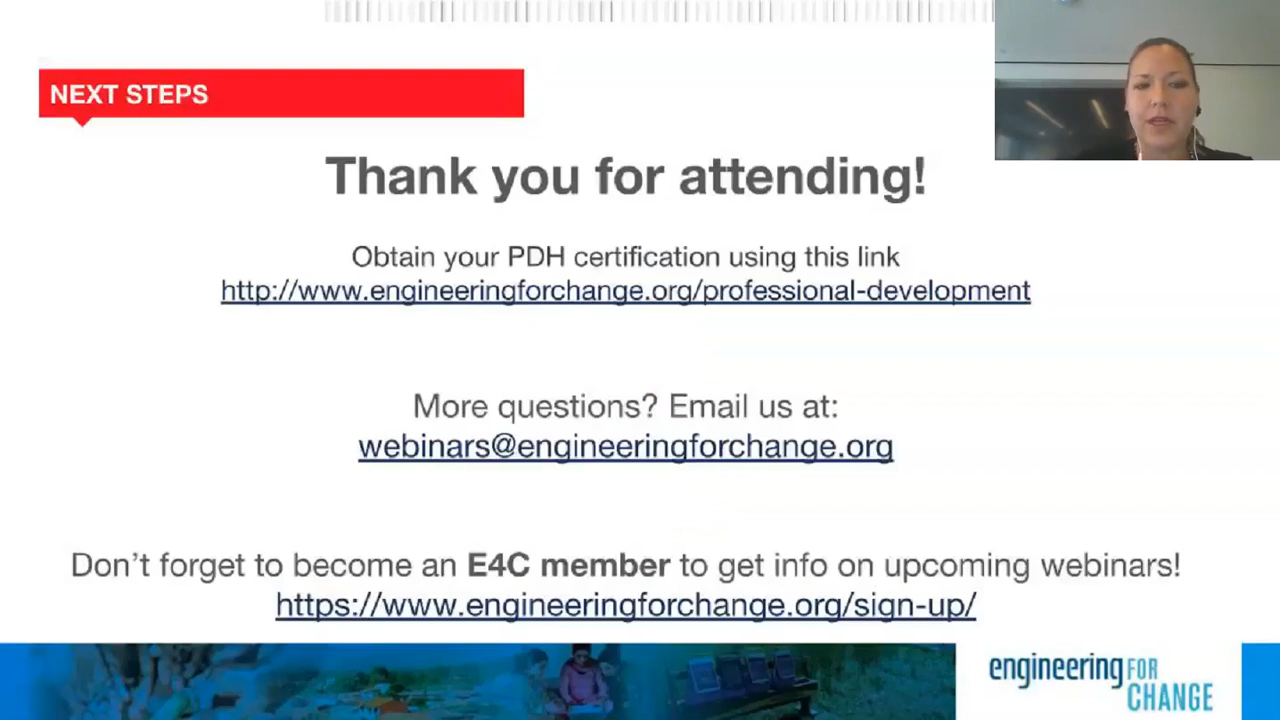 NEXT STEPS
Thank you for attending!
Obtain your PDH certification using this link
http://www.engineeringforchange.org/professional-development
More questions? Email us at:
webinars@engineeringforchange.org
Don't forget to become an E4C member to get info on upcoming webinars!
https://www.engineeringforchange.org/sign-up/
engineering FOR
CHANGE